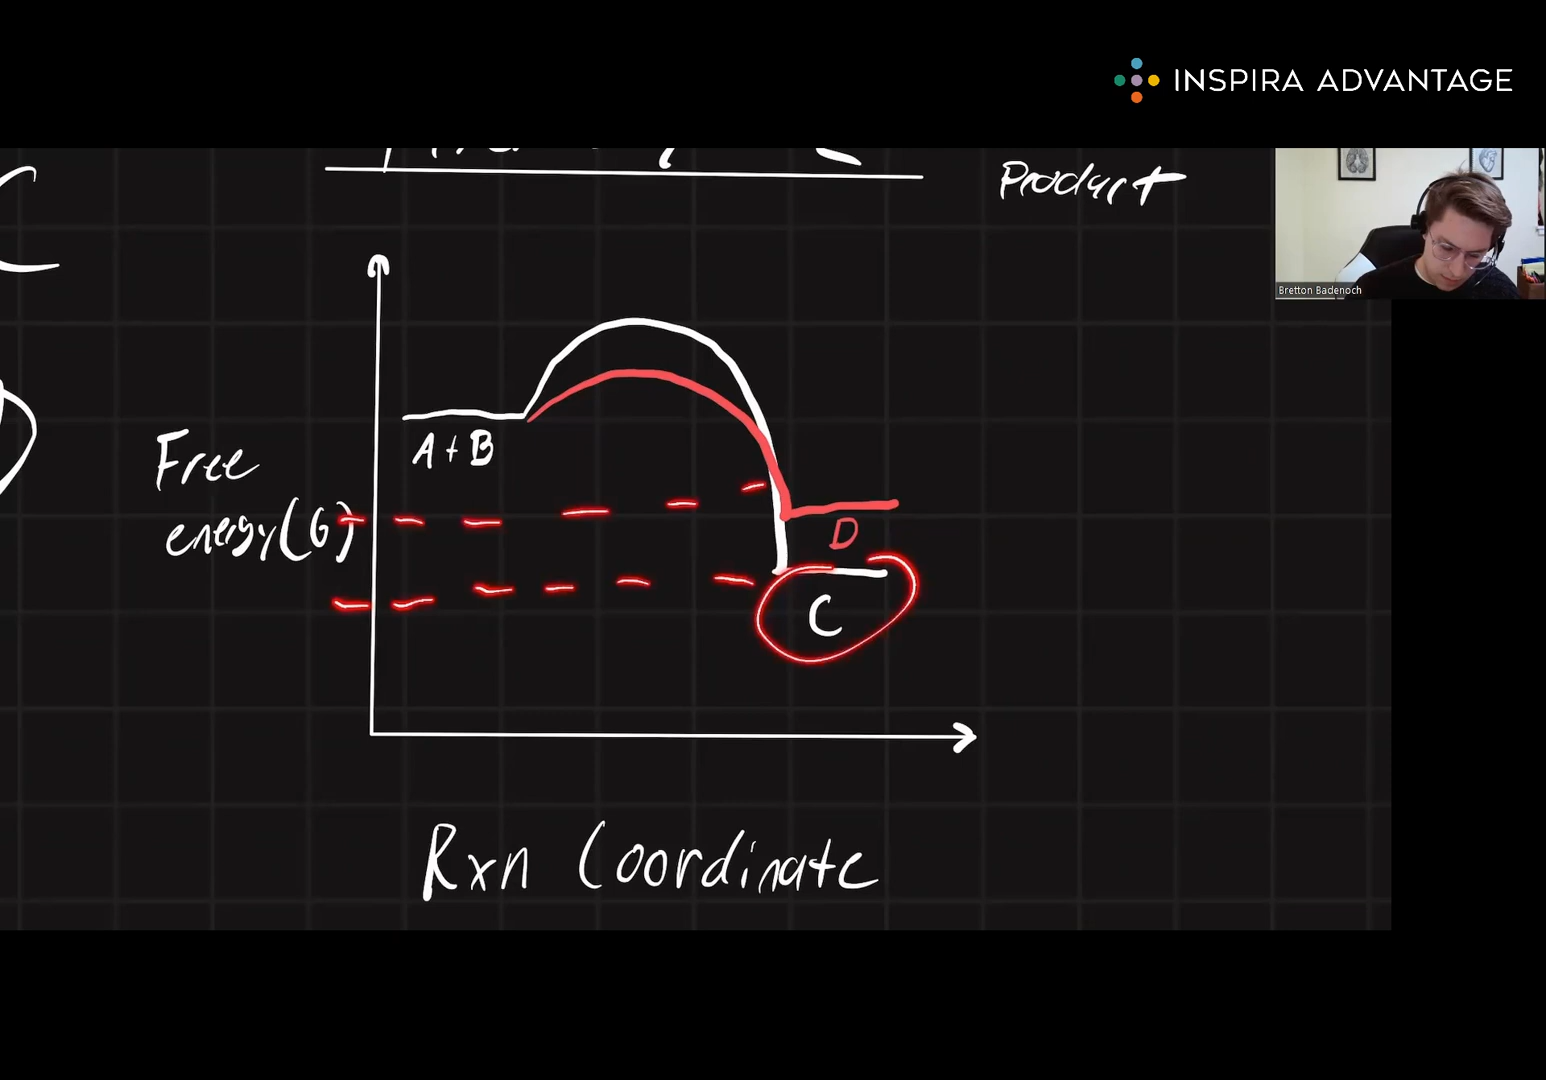 INSPIRA ADVANTAGE
C
Product
Bretton Badenoch
A + B
Free
energy (G)
D
C
Rxn Coordinate